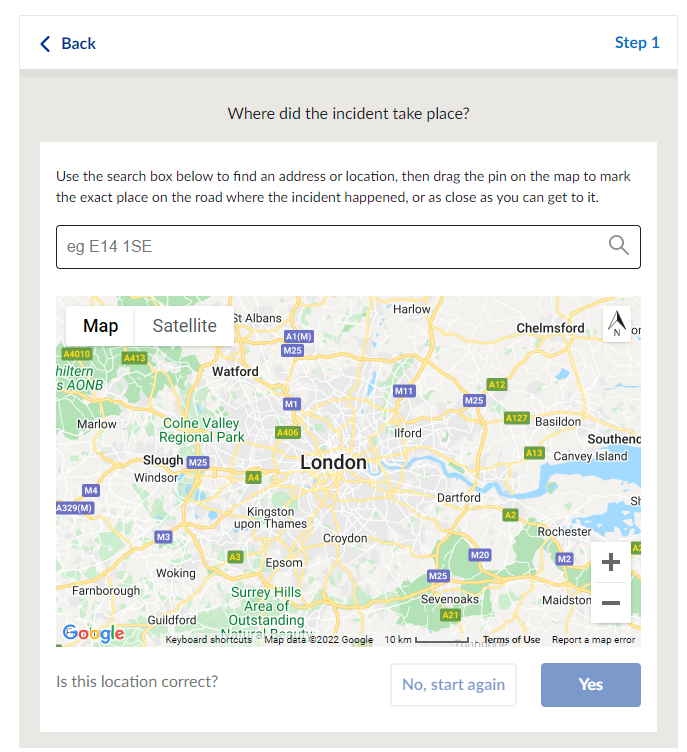 Back
Step 1
Where did the incident take place?
Use the search box below to find an address or location, then drag the pin on the map to mark
the exact place on the road where the incident happened, or as close as you can get to it.
eg E14 1SE
Map
Satellite
St Albans
Harlow
Chelmsford
N
A1(M)
M25
A4010
A413
hiltern
s AONB
Watford
A12
M11
M25
M1
Marlow
Colne Valley
Regional Park
A406
Ilford
A127
Basildon
Southend
Slough
M25
London
A13
Canvey Island
Windsor
A4
M4
A329(M)
Dartford
Kingston
upon Thames
A2
Rochester
M3
Croydon
A3
Epsom
M20
M2
Woking
M25
Farnborough
Surrey Hills
Area of
Outstanding
Natural Beauty
Sevenoaks
Maidston
A21
Guildford
Google
Keyboard shortcuts
Map data ©2022 Google
10 km
Terms of Use
Report a map error
Is this location correct?
No, start again
Yes